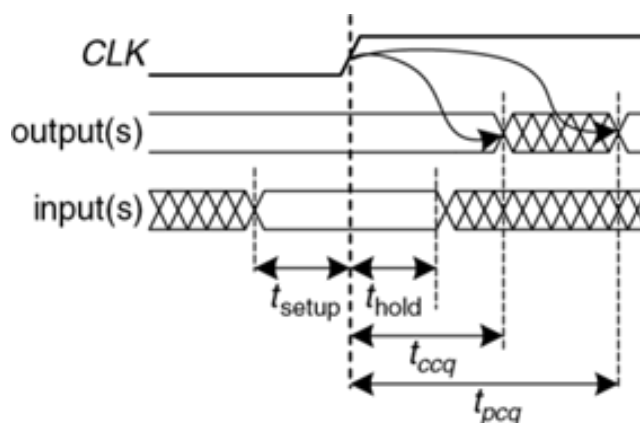 CLK
output(s)
input(s)
tsetup thold
tccq
tpcq